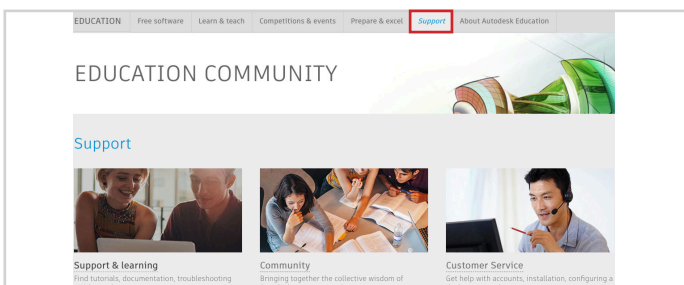 EDUCATION Free software Learn & teach Competitions & events Prepare & excel Support About Autodesk Education
EDUCATION COMMUNITY
Support
Support & learning Community Customer Service
Find tutorials, documentation, troubleshooting Bringing together the collective wisdom of Get help with accounts, installation, configuring a